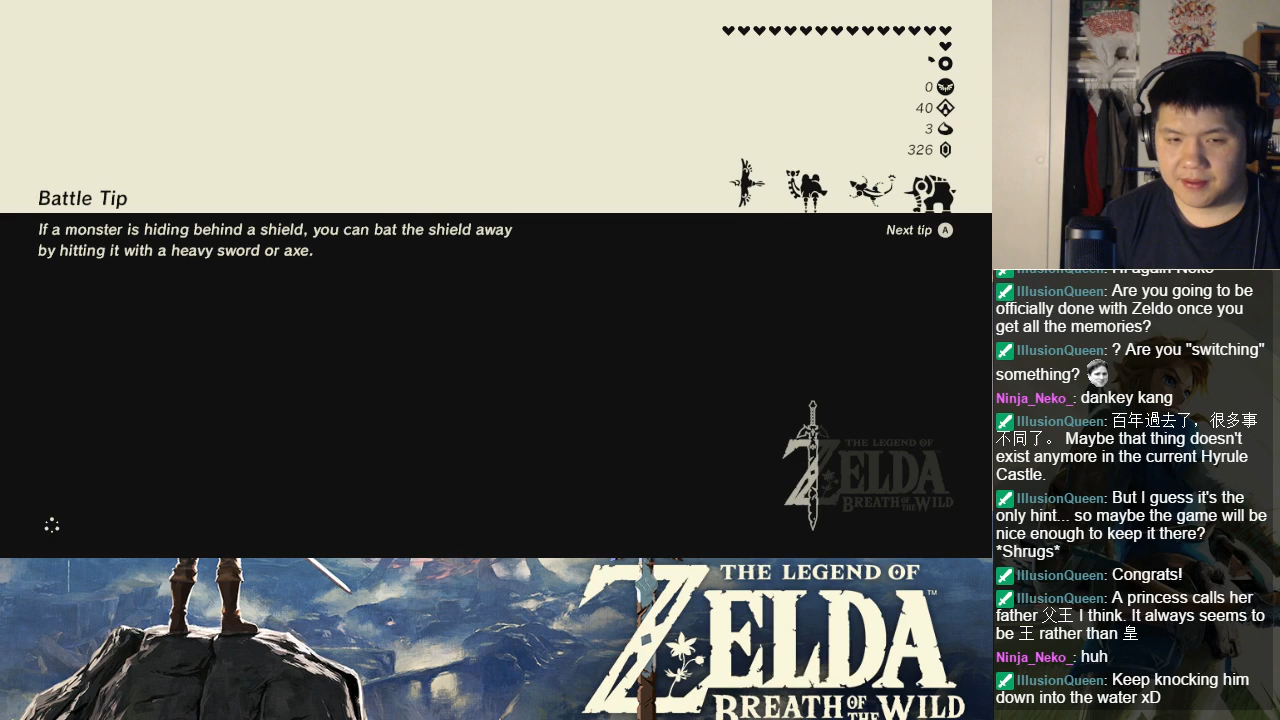 0
40
3
326
Battle Tip
If a monster is hiding behind a shield, you can bat the shield away
by hitting it with a heavy sword or axe.
Next tip A
THE LEGEND OF
ZELDA
BREATH OF THE WILD
THE LEGEND OF
ZELDA™
BREATH OF THE WILD
IllusionQueen: Hi again Neko
IllusionQueen: Are you going to be
officially done with Zeldo once you
get all the memories?
IllusionQueen: ? Are you "switching"
something?
Ninja_Neko_: dankey kang
IllusionQueen: 百年過去了，很多事
不同了。 Maybe that thing doesn't
exist anymore in the current Hyrule
Castle.
IllusionQueen: But I guess it's the
only hint... so maybe the game will be
nice enough to keep it there?
*Shrugs*
IllusionQueen: Congrats!
IllusionQueen: A princess calls her
father 父王 I think. It always seems to
be 王 rather than 皇
Ninja_Neko_: huh
IllusionQueen: Keep knocking him
down into the water xD